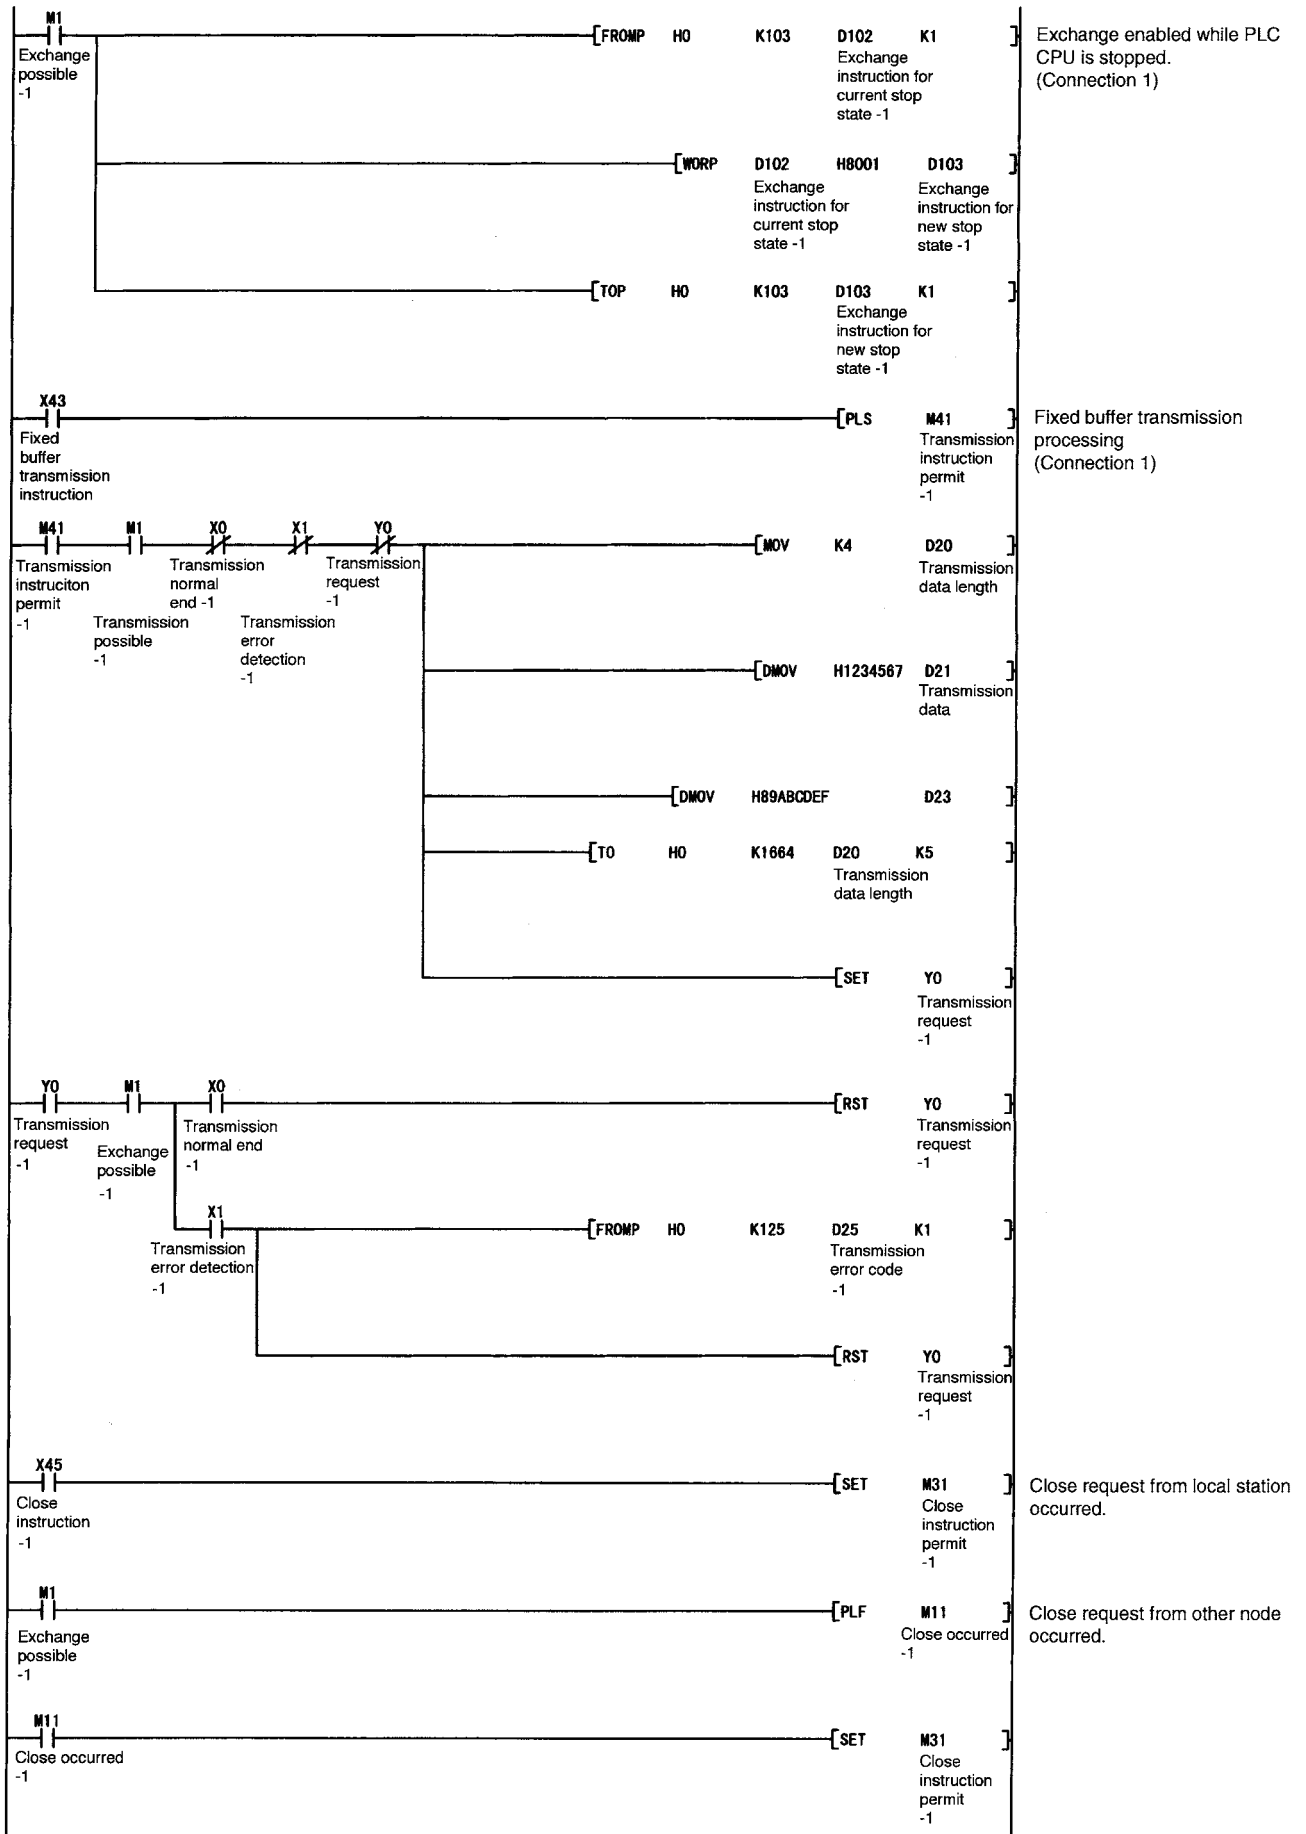 M1
[FROMP H0 K103 D102 K1 ]
Exchange
possible
-1
Exchange
instruction for
current stop
state -1
Exchange enabled while PLC
CPU is stopped.
(Connection 1)
[WORP D102 H8001 D103 ]
Exchange
instruction for
current stop
state -1
Exchange
instruction for
new stop
state -1
[TOP H0 K103 D103 K1 ]
Exchange
instruction for
new stop
state -1
X43
[PLS M41 ]
Fixed
buffer
transmission
instruction
Transmission
instruction
permit
-1
Fixed buffer transmission
processing
(Connection 1)
M41 M1 X0 X1 Y0
[MOV K4 D20 ]
Transmission
instruciton
permit
-1
Transmission
possible
-1
Transmission
normal
end -1
Transmission
error
detection
-1
Transmission
request
-1
Transmission
data length
[DMOV H1234567 D21 ]
Transmission
data
[DMOV H89ABCDEF D23 ]
[TO H0 K1664 D20 K5 ]
Transmission
data length
[SET Y0 ]
Transmission
request
-1
Y0 M1 X0
[RST Y0 ]
Transmission
request
-1
Exchange
possible
-1
Transmission
normal end
-1
Transmission
request
-1
X1
[FROMP H0 K125 D25 K1 ]
Transmission
error detection
-1
Transmission
error code
-1
[RST Y0 ]
Transmission
request
-1
X45
[SET M31 ]
Close
instruction
-1
Close
instruction
permit
-1
Close request from local station
occurred.
M1
[PLF M11 ]
Exchange
possible
-1
Close occurred
-1
Close request from other node
occurred.
M11
[SET M31 ]
Close occurred
-1
Close
instruction
permit
-1